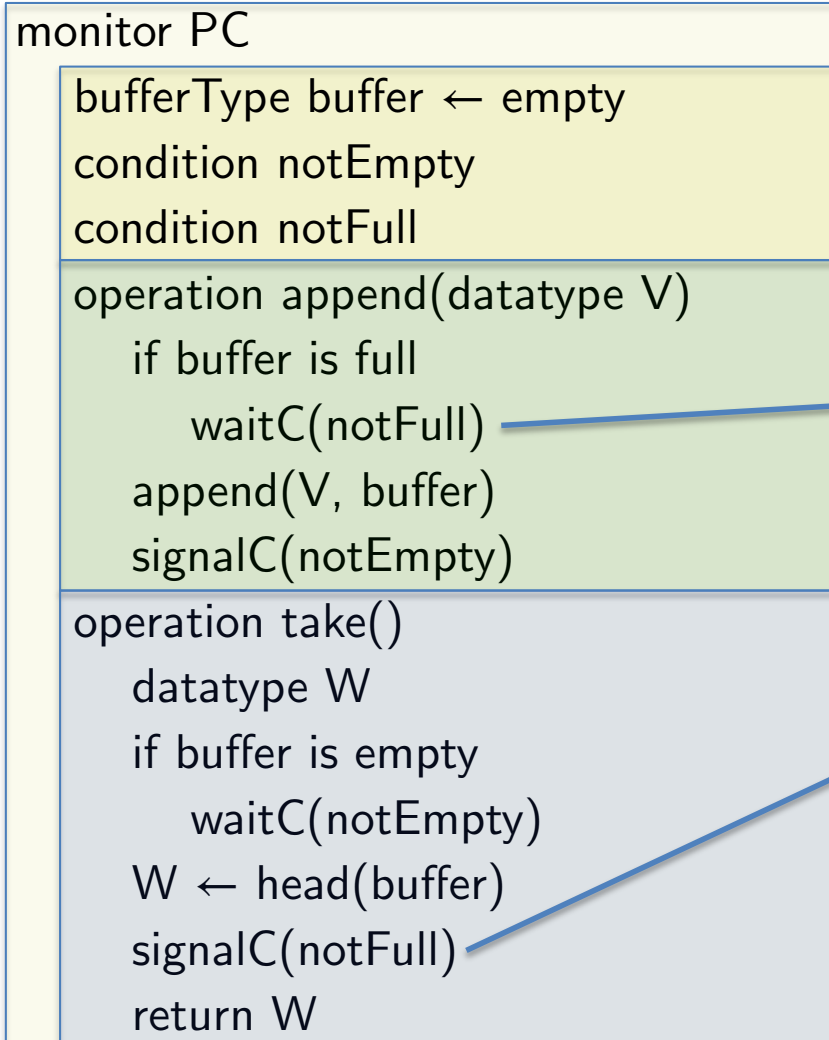 monitor PC
bufferType buffer ← empty
condition notEmpty
condition notFull
operation append(datatype V)
if buffer is full
waitC(notFull)
append(V, buffer)
signalC(notEmpty)
operation take()
datatype W
if buffer is empty
waitC(notEmpty)
W ← head(buffer)
signalC(notFull)
return W